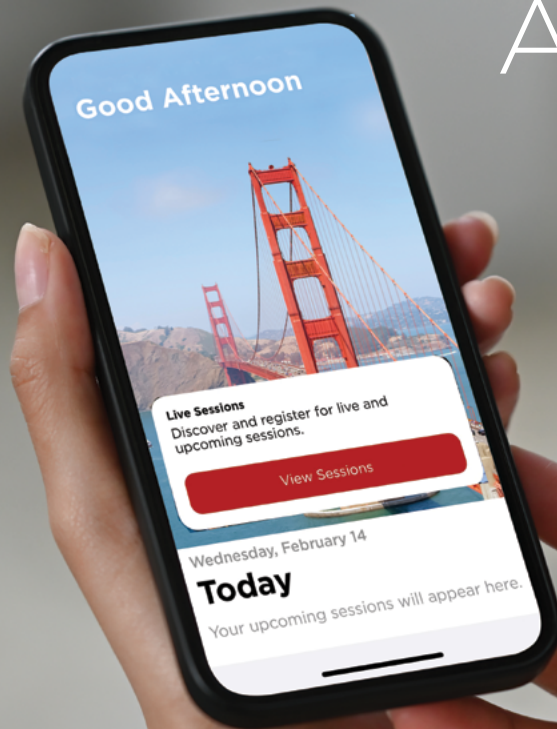 A
Good Afternoon
Live Sessions
Discover and register for live and
upcoming sessions.
View Sessions
Wednesday, February 14
Today
Your upcoming sessions will appear here.